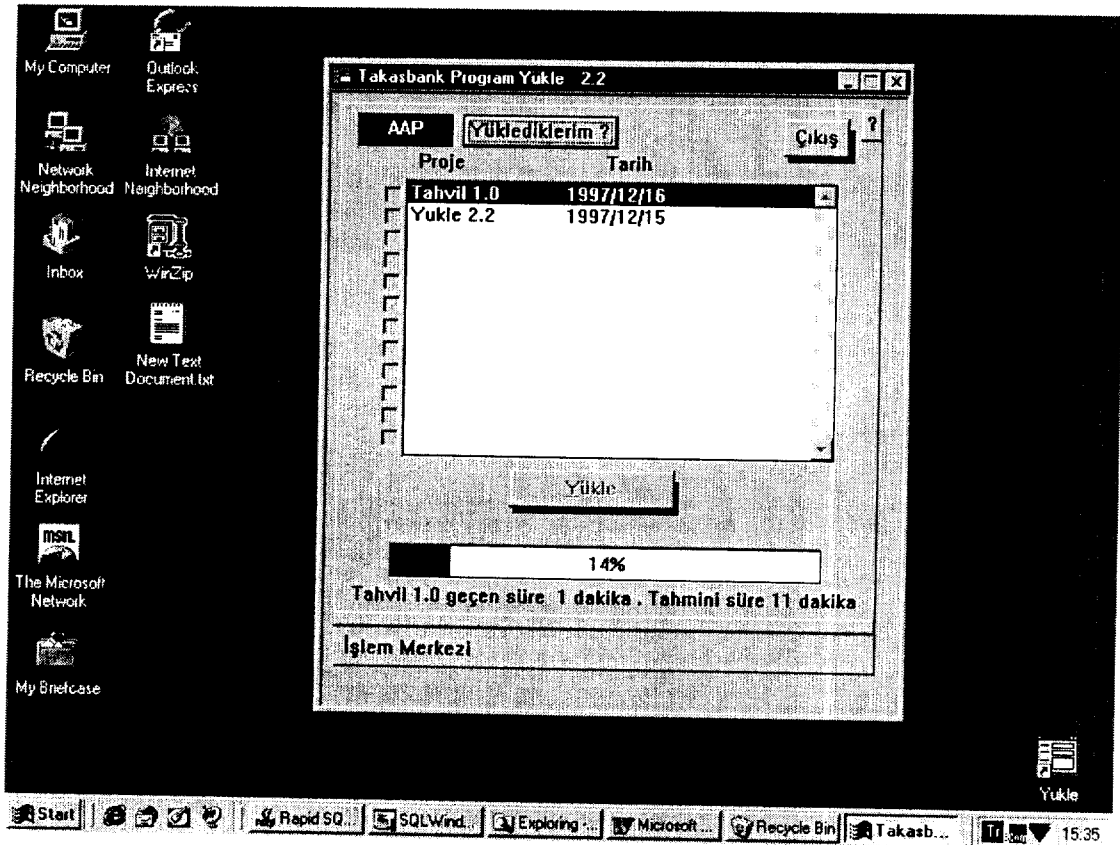 My Computer
Outlook
Express
Network
Neighborhood
Internet
Neighborhood
Inbox
WinZip
Recycle Bin
New Text
Document.txt
Internet
Explorer
msn.
The Microsoft
Network
My Briefcase
Takasbank Program Yukle 2.2
AAP
Yüklediklerim ?
Çıkış
?
Proje Tarih
Tahvil 1.0 1997/12/16
Yukle 2.2 1997/12/15
Yükle
14%
Tahvil 1.0 geçen süre 1 dakika . Tahmini süre 11 dakika
İşlem Merkezi
Yukle
Start
Rapid SQ...
SQLWind...
Exploring -...
Microsoft ...
Recycle Bin
Takasb...
Tr
15:35